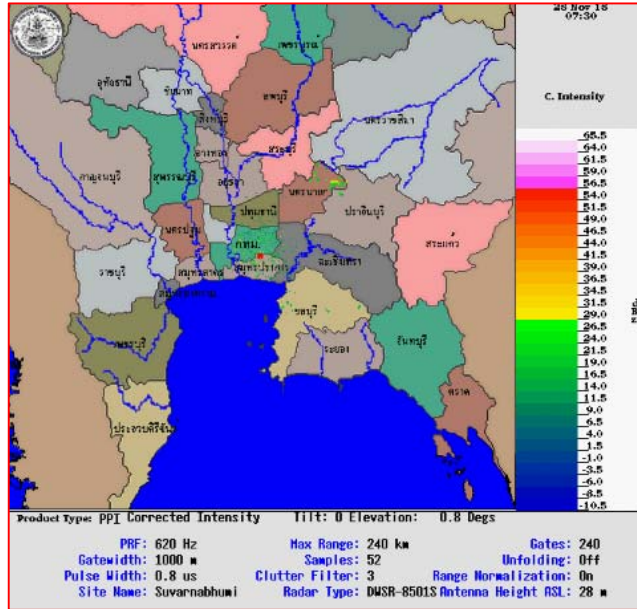 28 Nov 18
07:30
C. Intensity
65.5
64.0
61.5
59.0
56.5
54.0
51.5
49.0
46.5
44.0
41.5
39.0
36.5
34.0
31.5
29.0
26.5
24.0
21.5
19.0
16.5
14.0
11.5
9.0
6.5
4.0
1.5
-1.0
-3.5
-6.0
-8.5
-10.5
นครสวรรค์
เพชรบูรณ์
อุทัยธานี
ชัยนาท
ลพบุรี
สิงห์บุรี
นครราชสีมา
อ่างทอง
สระบุรี
กาญจนบุรี
สุพรรณบุรี
อยุธยา
นครนายก
ปราจีนบุรี
ปทุมธานี
สระแก้ว
นครปฐม
กทม.
ฉะเชิงเทรา
ราชบุรี
สมุทรสาคร
สมุทรปราการ
สมุทรสงคราม
ชลบุรี
เพชรบุรี
ระยอง
จันทบุรี
ตราด
ประจวบคีรีขันธ์
Product Type: PPI Corrected Intensity Tilt: 0 Elevation: 0.8 Degs
PRF: 620 Hz Max Range: 240 km Gates: 240
Gatewidth: 1000 m Samples: 52 Unfolding: Off
Pulse Width: 0.8 us Clutter Filter: 3 Range Normalization: On
Site Name: Suvarnabhumi Radar Type: DWSR-8501S Antenna Height ASL: 28 m